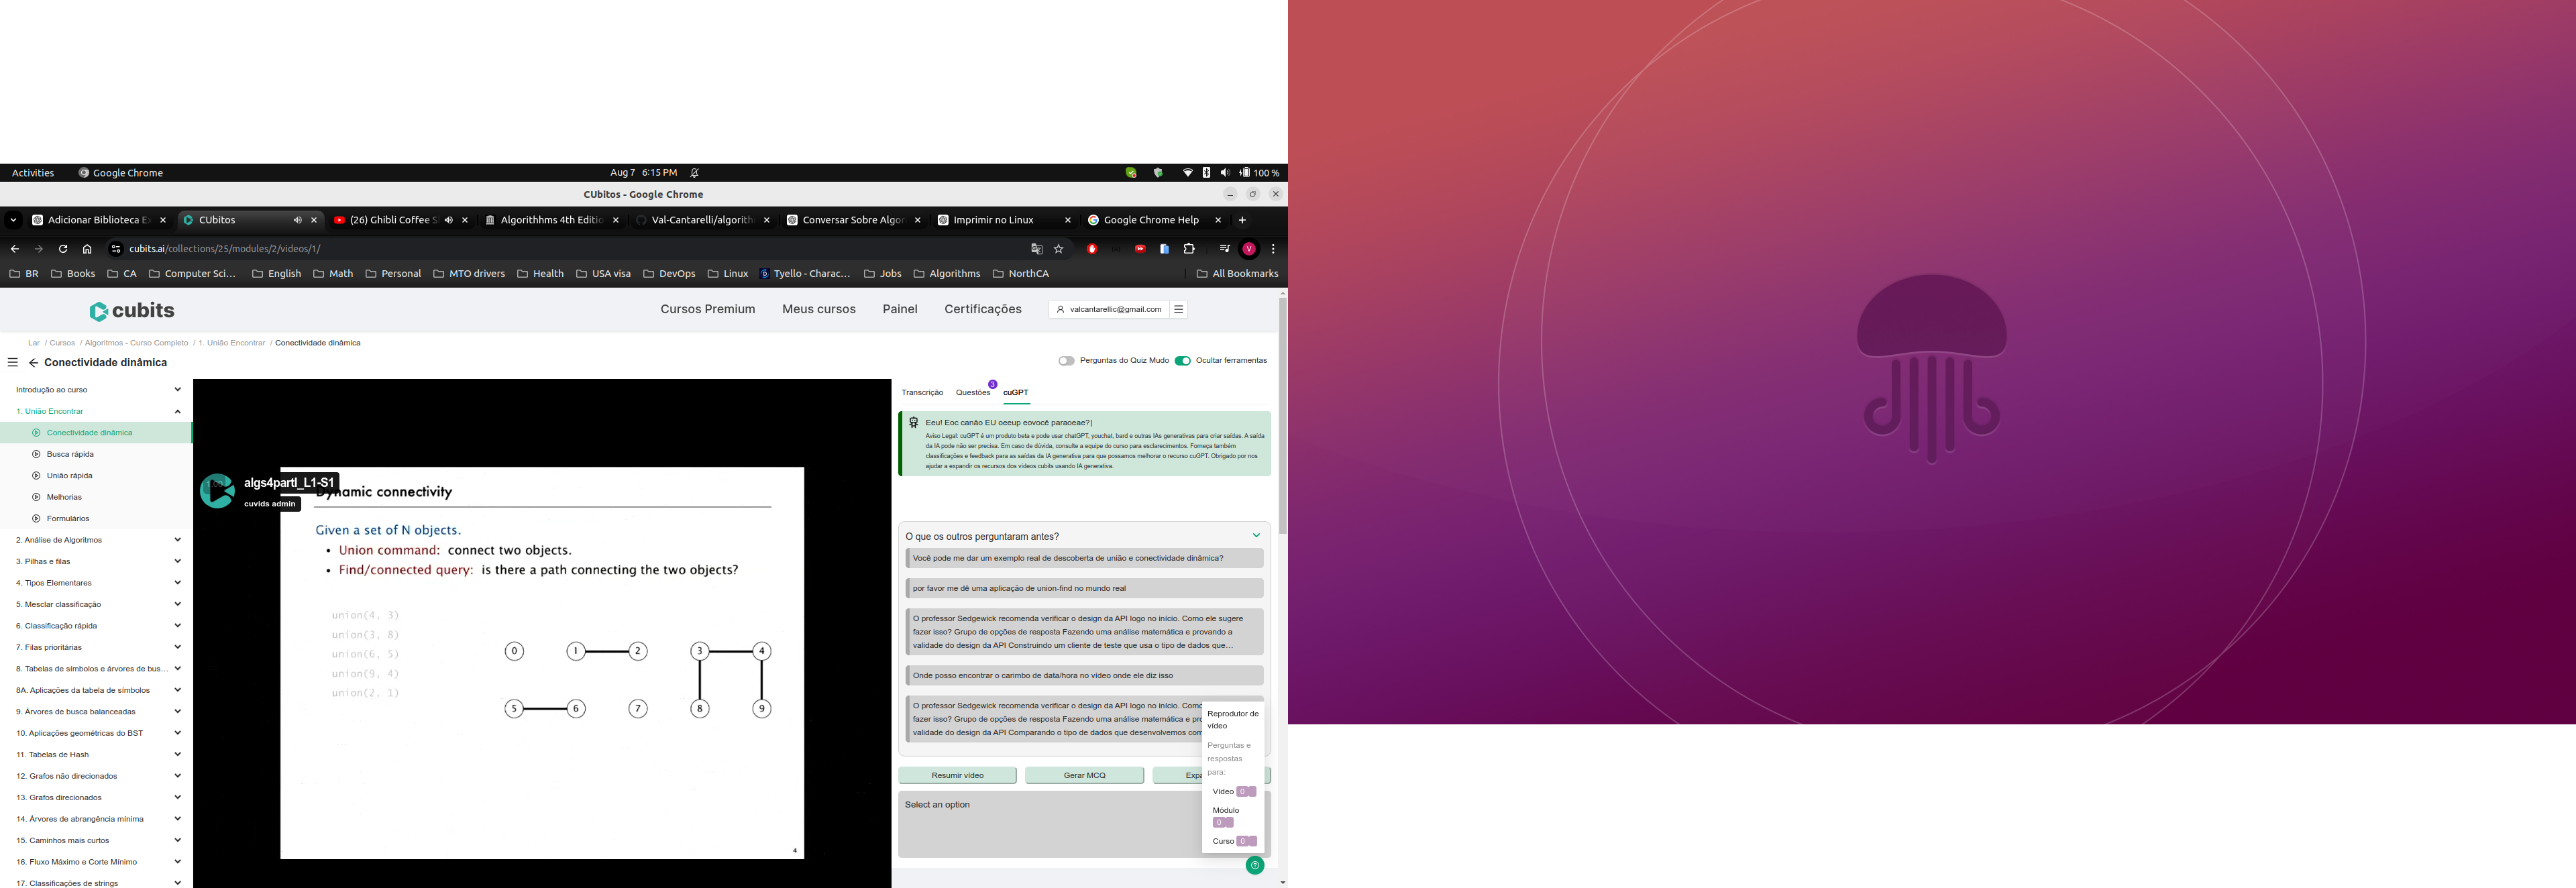 Activities Google Chrome Aug 7 6:15 PM 100 %
CUbitos - Google Chrome
Adicionar Biblioteca E
CUbitos
(26) Ghibli Coffee S
Algorithhms 4th Editio
Val-Cantarelli/algorith
Conversar Sobre Algor
Imprimir no Linux
Google Chrome Help
cubits.ai/collections/25/modules/2/videos/1/
V
BR Books CA Computer Sci... English Math Personal MTO drivers Health USA visa DevOps Linux Tyello - Charac... Jobs Algorithms NorthCA All Bookmarks
cubits
Cursos Premium Meus cursos Painel Certificações valcantarellic@gmail.com
Lar / Cursos / Algoritmos - Curso Completo / 1. União Encontrar / Conectividade dinâmica
Conectividade dinâmica
Perguntas do Quiz Mudo Ocultar ferramentas
Introdução ao curso
1. União Encontrar
Conectividade dinâmica
Busca rápida
União rápida
Melhorias
Formulários
2. Análise de Algoritmos
3. Pilhas e filas
4. Tipos Elementares
5. Mesclar classificação
6. Classificação rápida
7. Filas prioritárias
8. Tabelas de símbolos e árvores de bus...
8A. Aplicações da tabela de símbolos
9. Árvores de busca balanceadas
10. Aplicações geométricas do BST
11. Tabelas de Hash
12. Grafos não direcionados
13. Grafos direcionados
14. Árvores de abrangência mínima
15. Caminhos mais curtos
16. Fluxo Máximo e Corte Mínimo
17. Classificações de strings
1.00
algs4partI_L1-S1
cuvids admin
Dynamic connectivity
Given a set of N objects.
• Union command: connect two objects.
• Find/connected query: is there a path connecting the two objects?
union(4, 3)
union(3, 8)
union(6, 5)
union(9, 4)
union(2, 1)
0 1 2 3 4
5 6 7 8 9
4
Transcrição Questões 3 cuGPT
Eeu! Eoc canão EU oeeup eovocê paraoeae?|
Aviso Legal: cuGPT é um produto beta e pode usar chatGPT, youchat, bard e outras IAs generativas para criar saídas. A saída
da IA pode não ser precisa. Em caso de dúvida, consulte a equipe do curso para esclarecimentos. Forneça também
classificações e feedback para as saídas da IA generativa para que possamos melhorar o recurso cuGPT. Obrigado por nos
ajudar a expandir os recursos dos vídeos cubits usando IA generativa.
O que os outros perguntaram antes?
Você pode me dar um exemplo real de descoberta de união e conectividade dinâmica?
por favor me dê uma aplicação de union-find no mundo real
O professor Sedgewick recomenda verificar o design da API logo no início. Como ele sugere
fazer isso? Grupo de opções de resposta Fazendo uma análise matemática e provando a
validade do design da API Construindo um cliente de teste que usa o tipo de dados que...
Onde posso encontrar o carimbo de data/hora no vídeo onde ele diz isso
O professor Sedgewick recomenda verificar o design da API logo no início. Como
fazer isso? Grupo de opções de resposta Fazendo uma análise matemática e pro
validade do design da API Comparando o tipo de dados que desenvolvemos com
Resumir vídeo Gerar MCQ Expa
Select an option
Reprodutor de
vídeo
Perguntas e
respostas
para:
Vídeo 0
Módulo
0
Curso 0